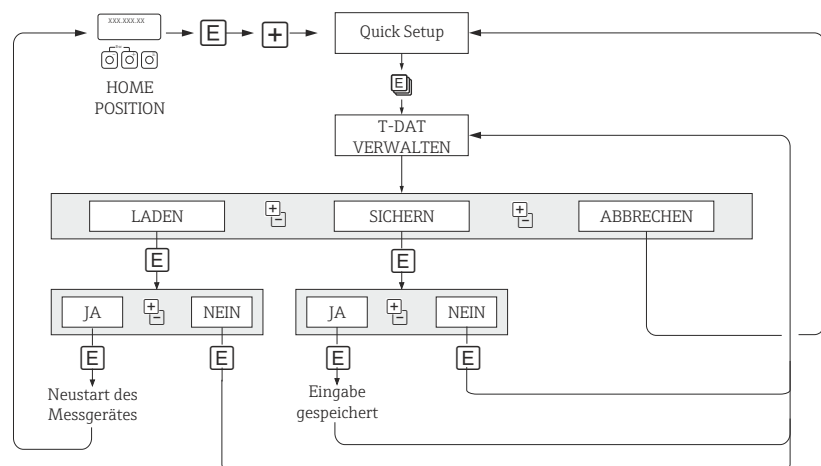 XXX.XXX.XX
Esc
E
+
Quick Setup
- + E
HOME
POSITION
E
T-DAT
VERWALTEN
LADEN
+
-
SICHERN
+
-
ABBRECHEN
E
E
JA
+
-
NEIN
JA
+
-
NEIN
E
E
E
E
Neustart des
Messgerätes
Eingabe
gespeichert